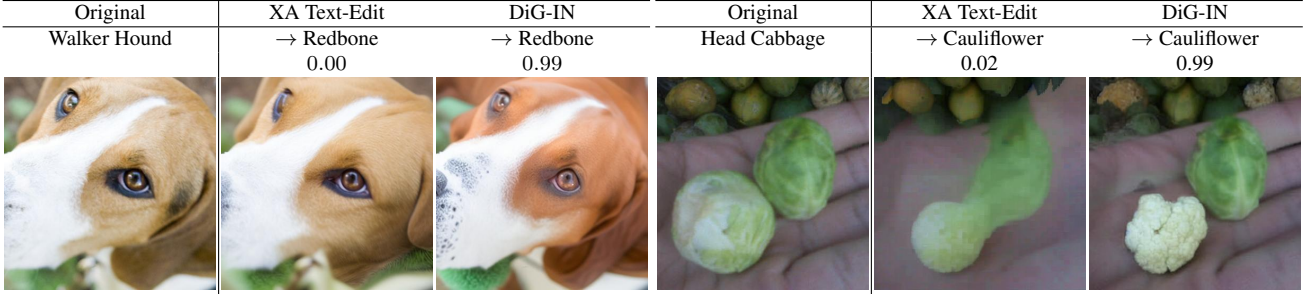 Original XA Text-Edit DiG-IN Original XA Text-Edit DiG-IN
Walker Hound → Redbone → Redbone Head Cabbage → Cauliflower → Cauliflower
0.00 0.99 0.02 0.99